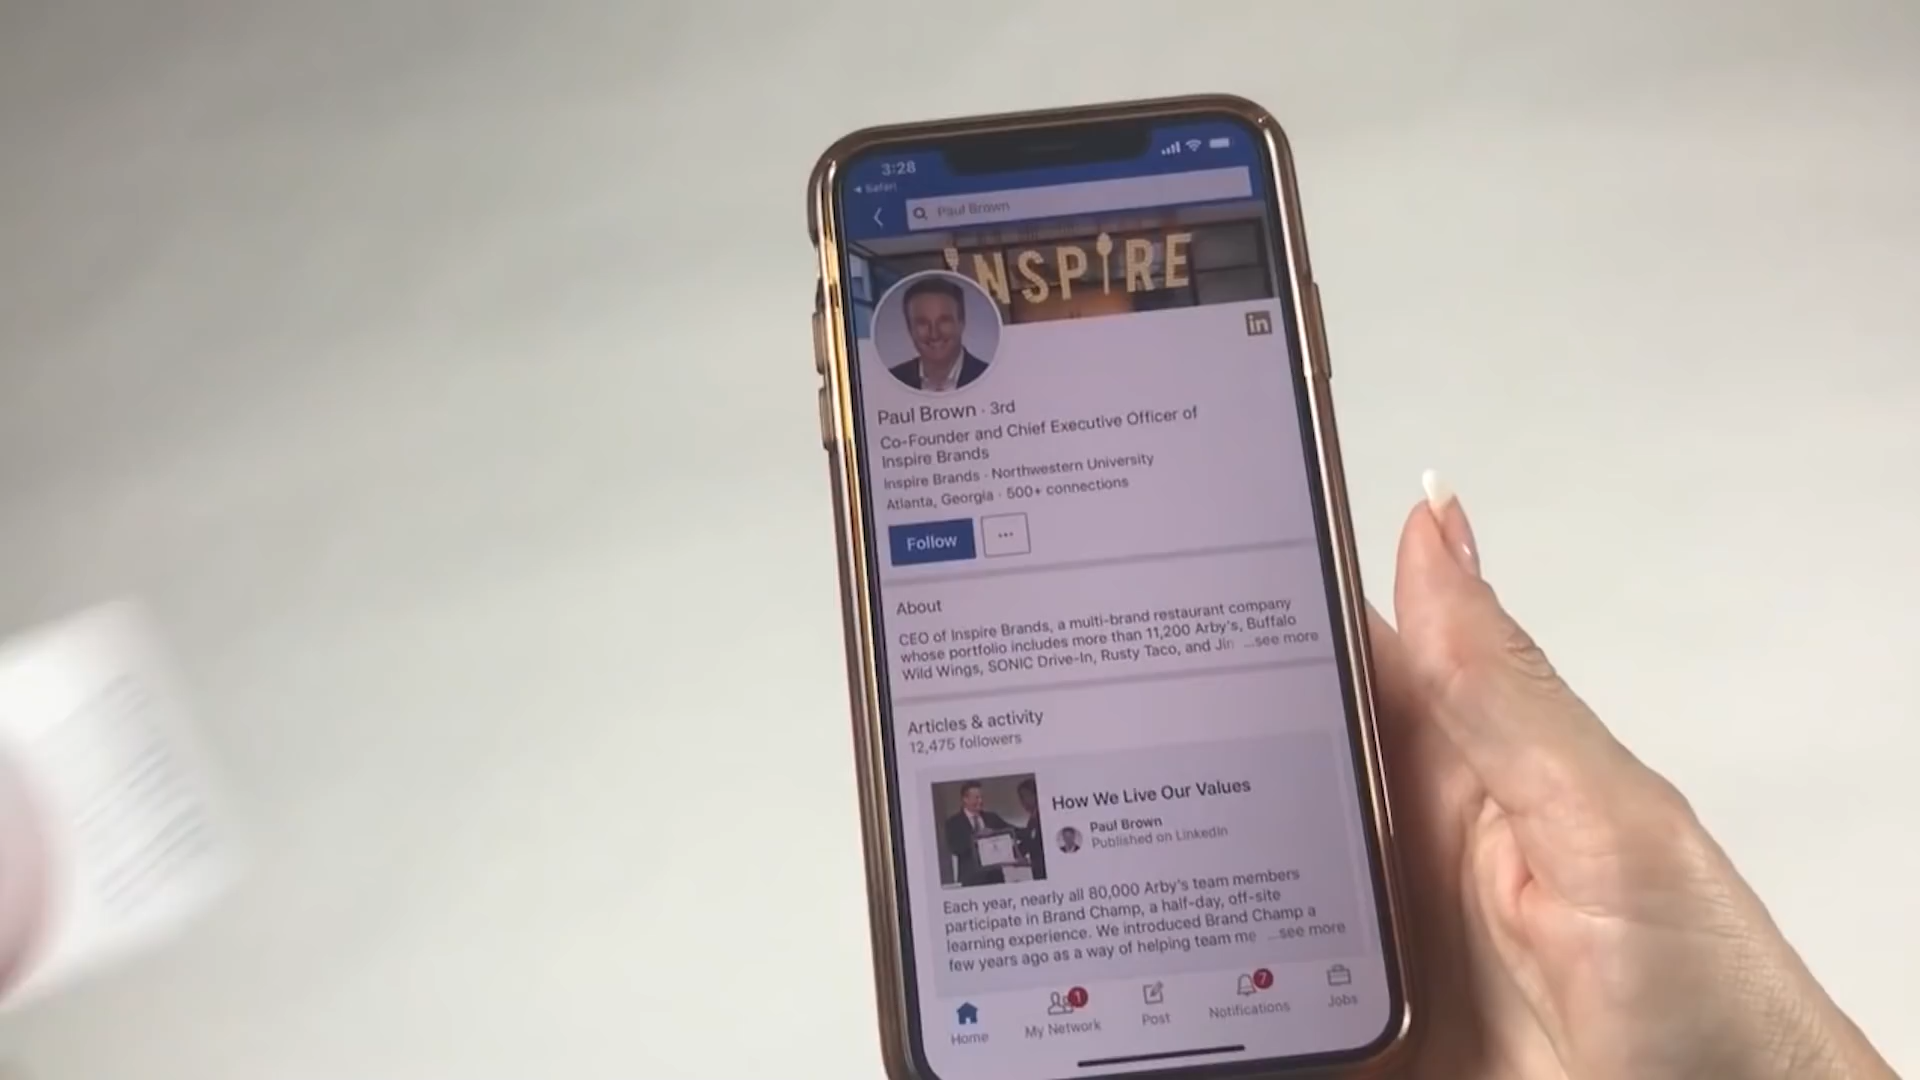 3:28
◂ Safari
Paul Brown
INSPIRE
in
Paul Brown · 3rd
Co-Founder and Chief Executive Officer of
Inspire Brands
Inspire Brands · Northwestern University
Atlanta, Georgia · 500+ connections
Follow
...
About
CEO of Inspire Brands, a multi-brand restaurant company
whose portfolio includes more than 11,200 Arby's, Buffalo
Wild Wings, SONIC Drive-In, Rusty Taco, and Jin ...see more
Articles & activity
12,475 followers
How We Live Our Values
Paul Brown
Published on LinkedIn
Each year, nearly all 80,000 Arby's team members
participate in Brand Champ, a half-day, off-site
learning experience. We introduced Brand Champ a
few years ago as a way of helping team me ...see more
1
7
Home
My Network
Post
Notifications
Jobs